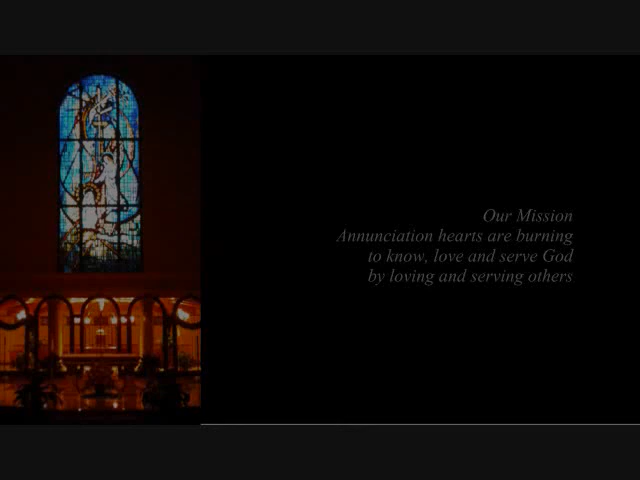 Our Mission
Annunciation hearts are burning
to know, love and serve God
by loving and serving others